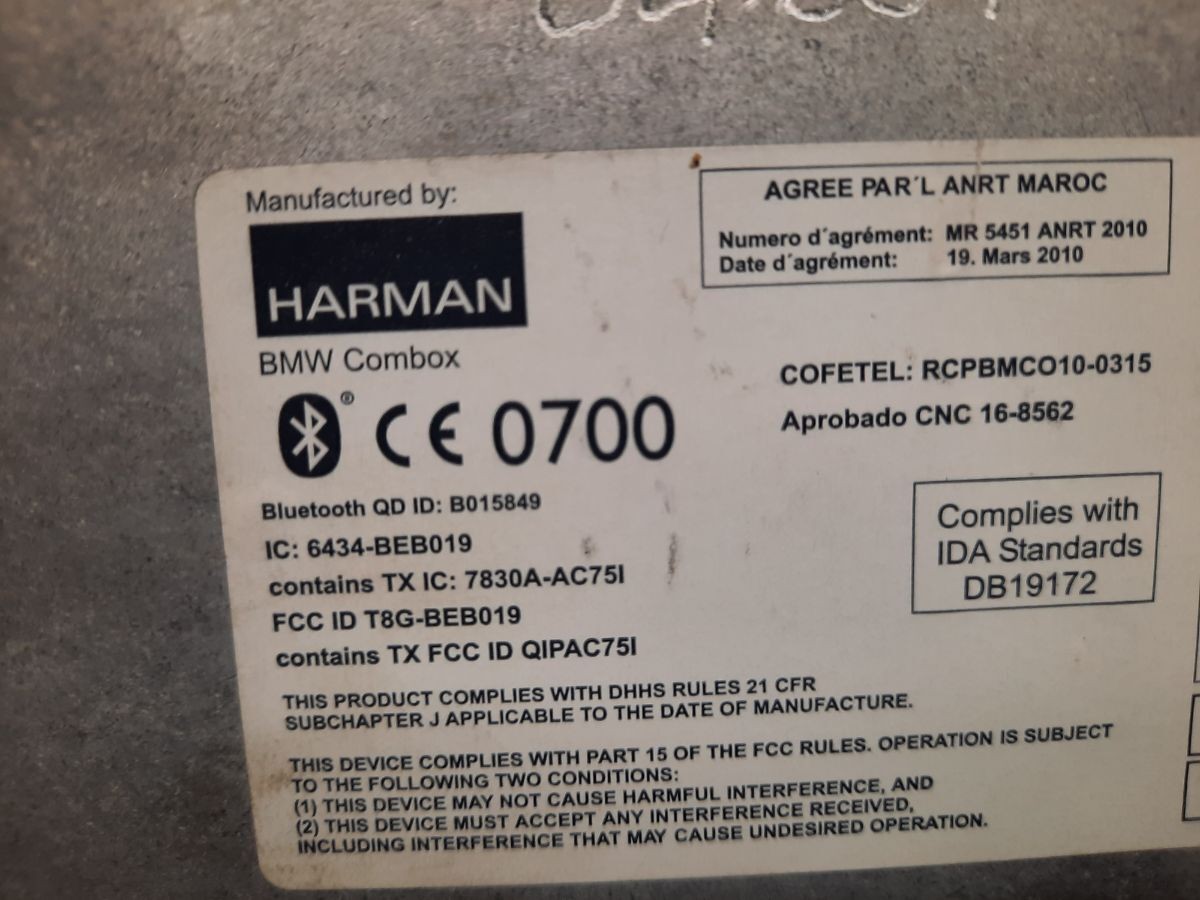 Manufactured by:
HARMAN
BMW Combox
® CE 0700
Bluetooth QD ID: B015849
IC: 6434-BEB019
contains TX IC: 7830A-AC75I
FCC ID T8G-BEB019
contains TX FCC ID QIPAC75I
AGREE PAR´L ANRT MAROC
Numero d´agrément: MR 5451 ANRT 2010
Date d´agrément: 19. Mars 2010
COFETEL: RCPBMCO10-0315
Aprobado CNC 16-8562
Complies with
IDA Standards
DB19172
THIS PRODUCT COMPLIES WITH DHHS RULES 21 CFR
SUBCHAPTER J APPLICABLE TO THE DATE OF MANUFACTURE.
THIS DEVICE COMPLIES WITH PART 15 OF THE FCC RULES. OPERATION IS SUBJECT
TO THE FOLLOWING TWO CONDITIONS:
(1) THIS DEVICE MAY NOT CAUSE HARMFUL INTERFERENCE, AND
(2) THIS DEVICE MUST ACCEPT ANY INTERFERENCE RECEIVED,
INCLUDING INTERFERENCE THAT MAY CAUSE UNDESIRED OPERATION.